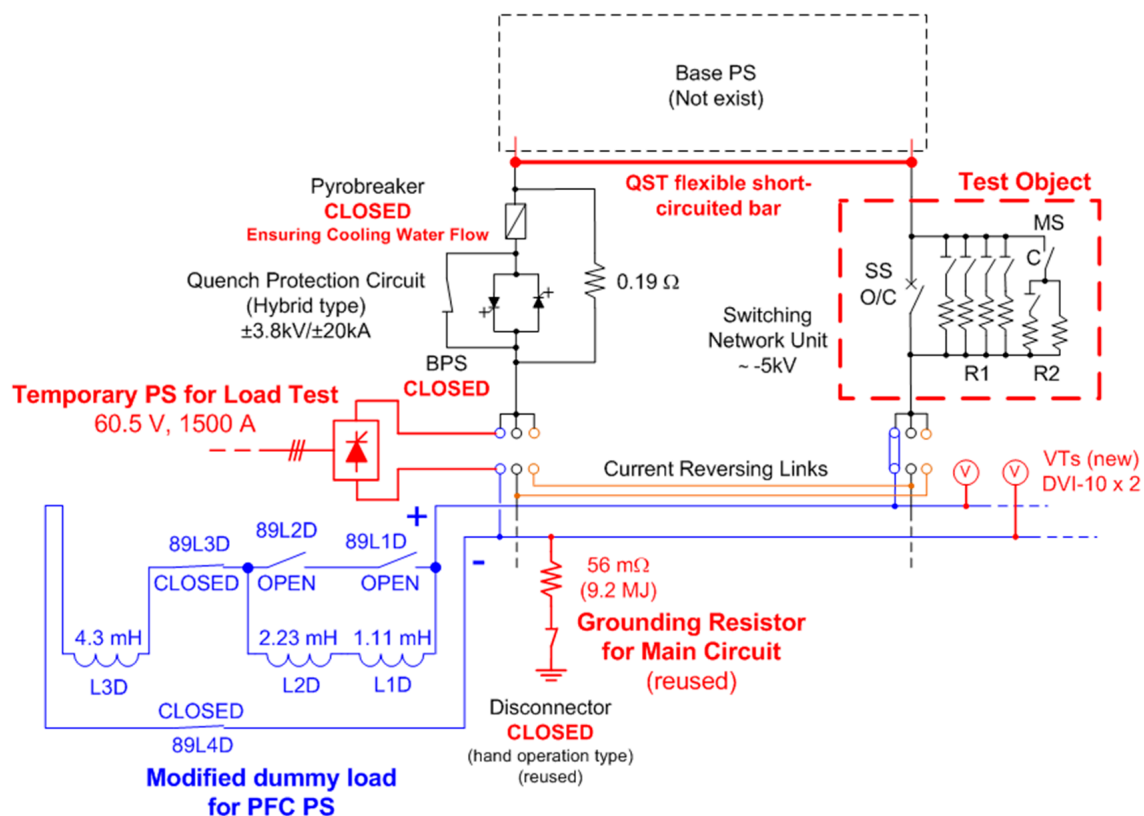 Base PS
(Not exist)
QST flexible short-
circuited bar
Test Object
Pyrobreaker
CLOSED
Ensuring Cooling Water Flow
MS
C
SS
O/C
Quench Protection Circuit
(Hybrid type)
±3.8kV/±20kA
0.19 Ω
Switching
Network Unit
~ -5kV
BPS
CLOSED
R1
R2
Temporary PS for Load Test
60.5 V, 1500 A
Current Reversing Links
V
V
VTs (new)
DVI-10 x 2
+
-
89L3D
CLOSED
89L2D
OPEN
89L1D
OPEN
4.3 mH
L3D
2.23 mH
L2D
1.11 mH
L1D
56 mΩ
(9.2 MJ)
Grounding Resistor
for Main Circuit
(reused)
CLOSED
89L4D
Disconnector
CLOSED
(hand operation type)
(reused)
Modified dummy load
for PFC PS